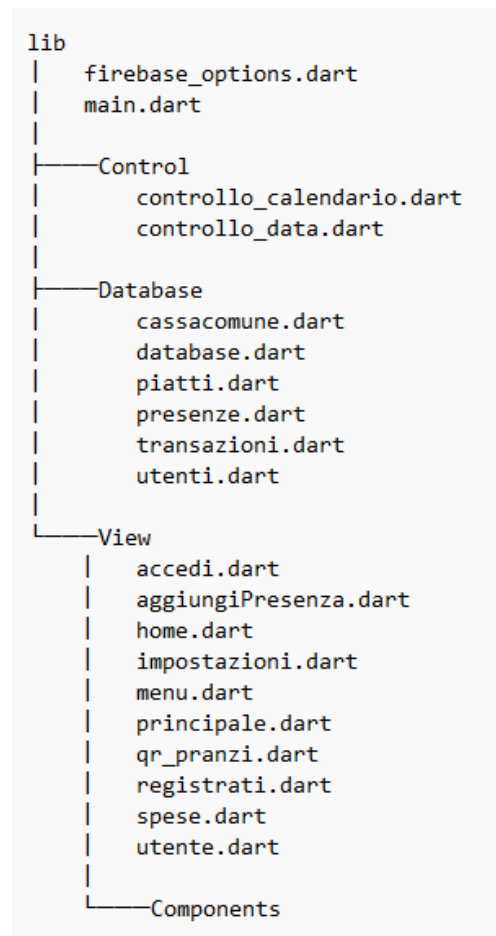 lib
│   firebase_options.dart
│   main.dart
│
├───Control
│       controllo_calendario.dart
│       controllo_data.dart
│
├───Database
│       cassacomune.dart
│       database.dart
│       piatti.dart
│       presenze.dart
│       transazioni.dart
│       utenti.dart
│
└───View
    │   accedi.dart
    │   aggiungiPresenza.dart
    │   home.dart
    │   impostazioni.dart
    │   menu.dart
    │   principale.dart
    │   qr_pranzi.dart
    │   registrati.dart
    │   spese.dart
    │   utente.dart
    │
    └───Components